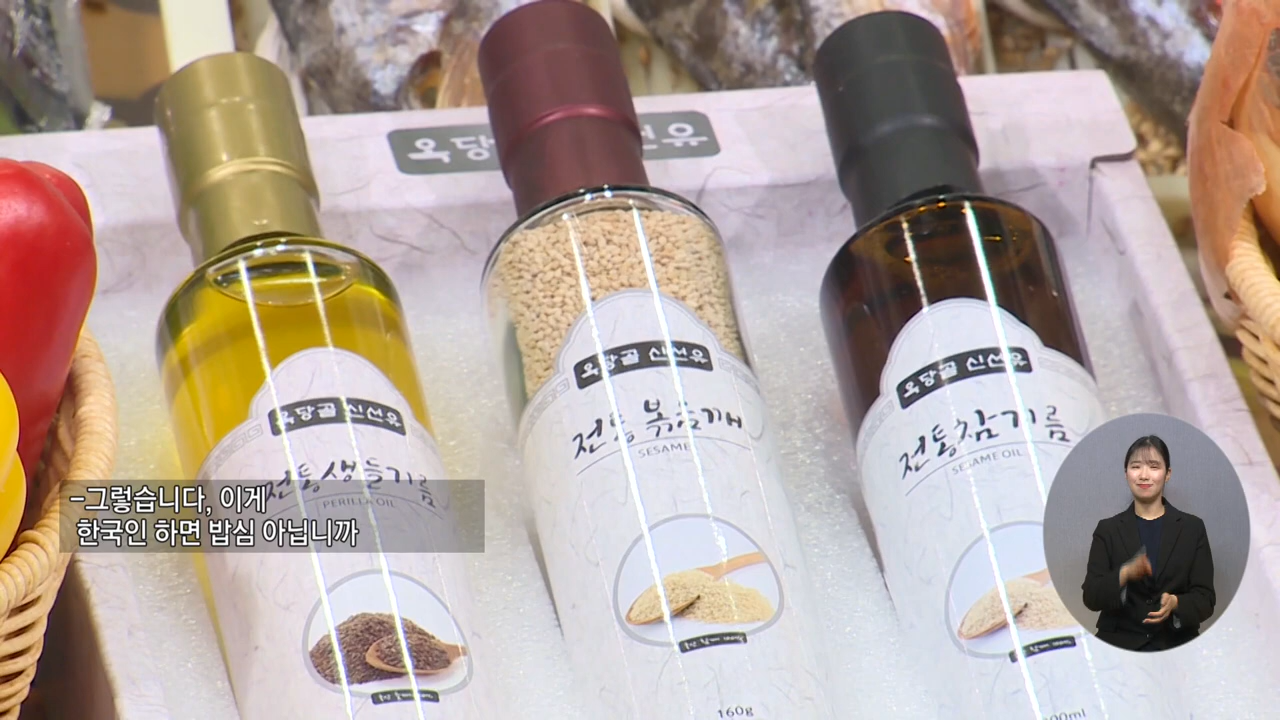 옥당 선유
옥당골 신선유
전통생들기름
PERILLA OIL
옥당골 신선유
전통볶음깨
SESAME
160g
옥당골 신선유
전통참기름
SESAME OIL
00ml
-그렇습니다, 이게
한국인 하면 밥심 아닙니까